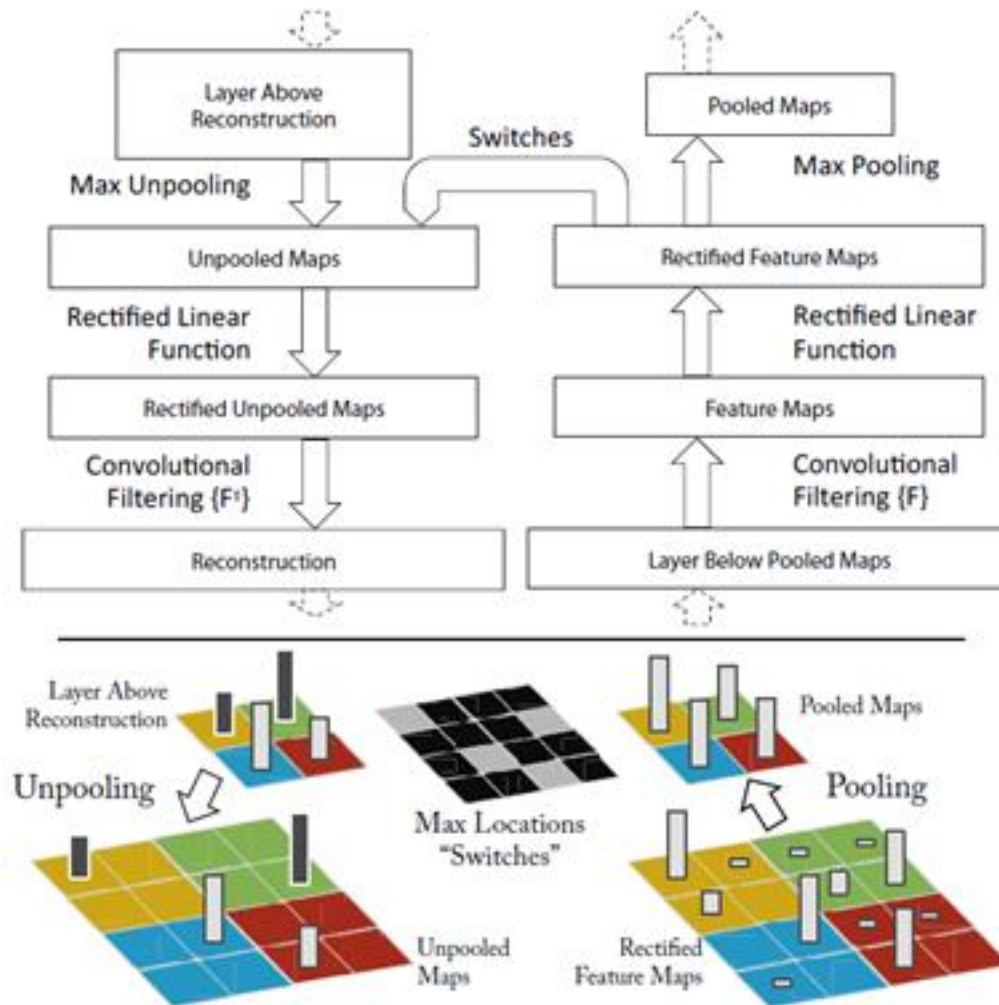 Layer Above
Reconstruction
Pooled Maps
Switches
Max Unpooling
Max Pooling
Unpooled Maps
Rectified Feature Maps
Rectified Linear
Function
Rectified Linear
Function
Rectified Unpooled Maps
Feature Maps
Convolutional
Filtering {Fᵀ}
Convolutional
Filtering {F}
Reconstruction
Layer Below Pooled Maps
Layer Above
Reconstruction
Pooled Maps
Unpooling
Max Locations
"Switches"
Pooling
Unpooled
Maps
Rectified
Feature Maps